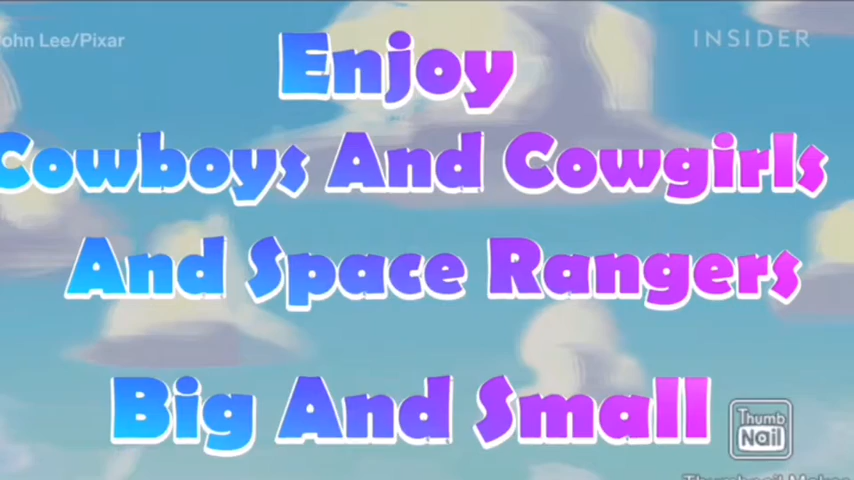 ohn Lee/Pixar
INSIDER
Enjoy
Cowboys And Cowgirls
And Space Rangers
Big And Small
Thumb
Nail